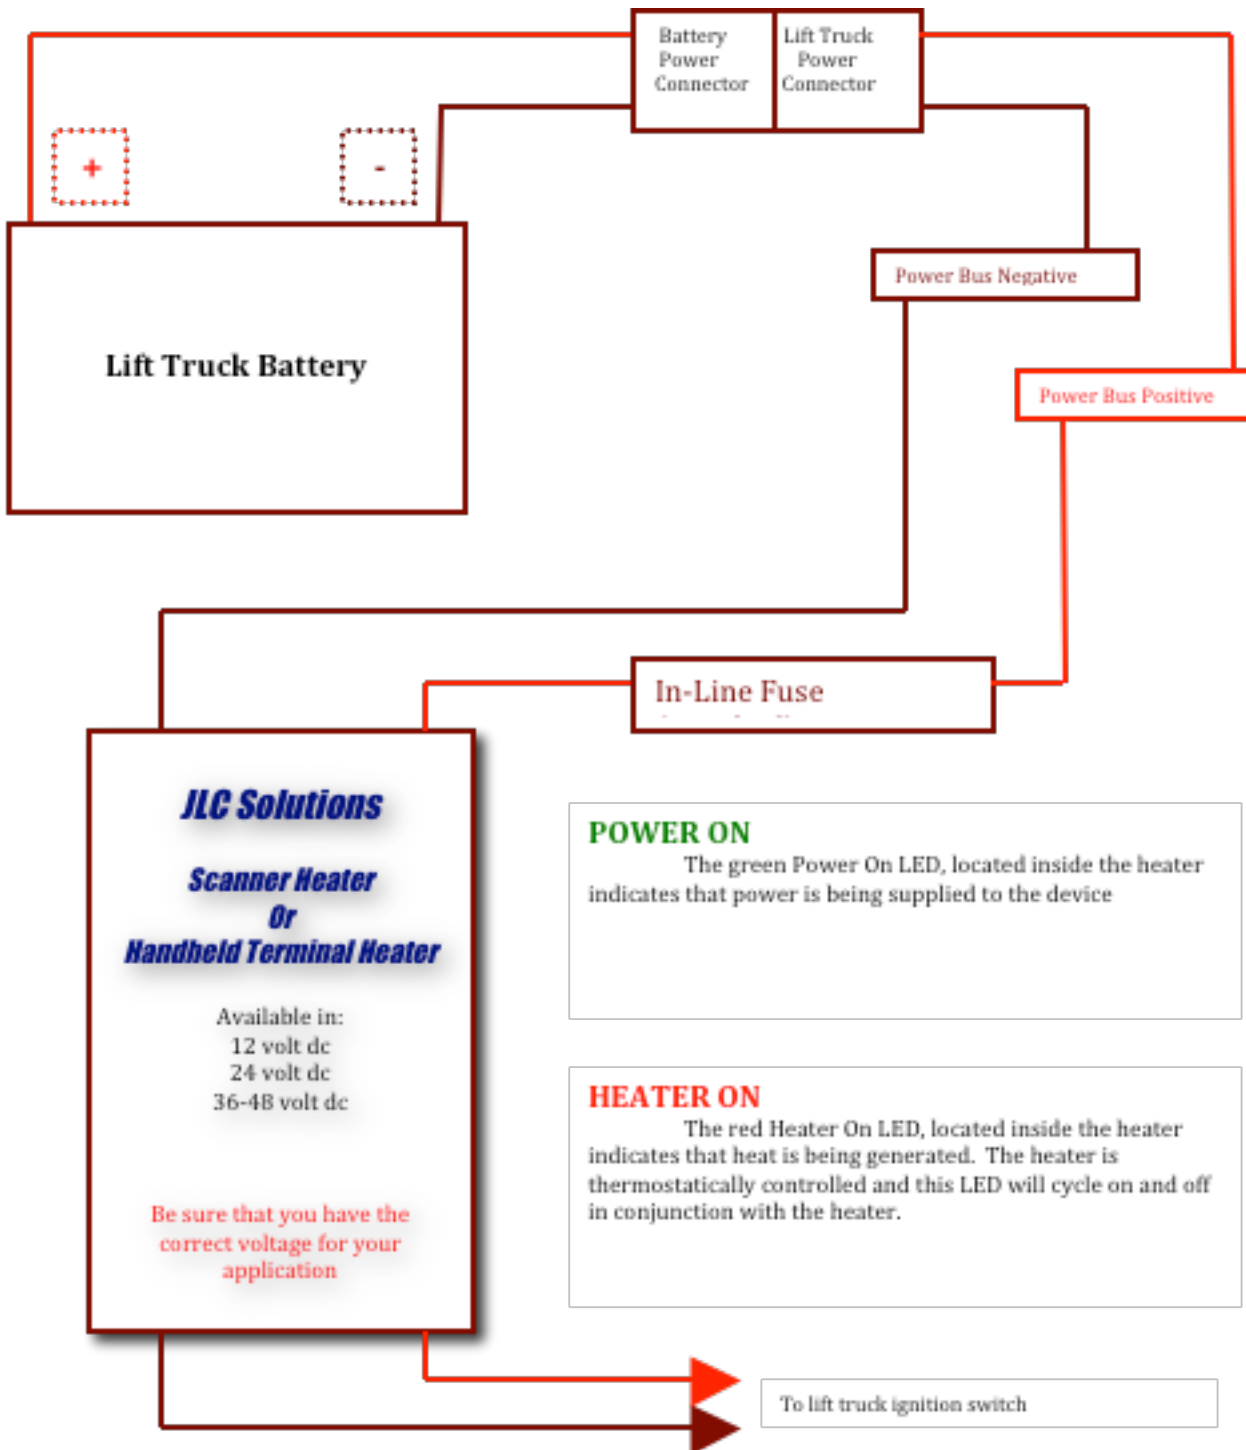 Battery
Power
Connector
Lift Truck
Power
Connector
+
-
Power Bus Negative
Lift Truck Battery
Power Bus Positive
In-Line Fuse
JLC Solutions
Scanner Heater
Or
Handheld Terminal Heater
Available in:
12 volt dc
24 volt dc
36-48 volt dc
Be sure that you have the
correct voltage for your
application
POWER ON
The green Power On LED, located inside the heater
indicates that power is being supplied to the device
HEATER ON
The red Heater On LED, located inside the heater
indicates that heat is being generated.  The heater is
thermostatically controlled and this LED will cycle on and off
in conjunction with the heater.
To lift truck ignition switch